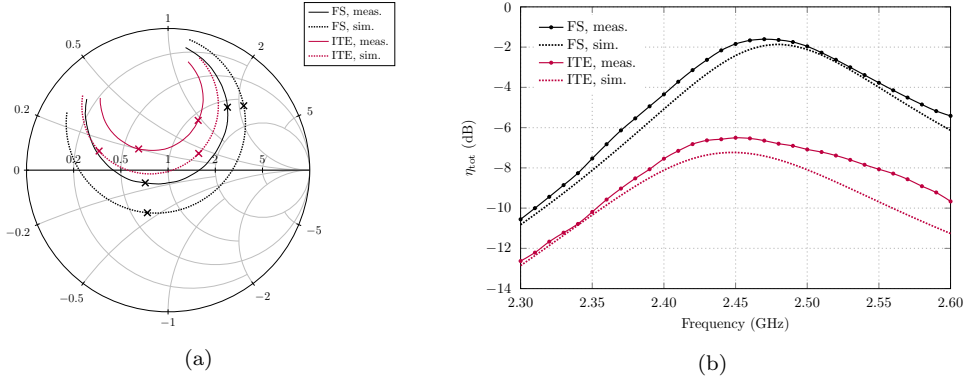 1
0.5
2
0.2
5
0.2
0.5
1
2
5
0
−0.2
−5
−0.5
−2
−1
FS, meas.
FS, sim.
ITE, meas.
ITE, sim.
(a)
0
−2
−4
−6
−8
−10
−12
−14
η_tot (dB)
FS, meas.
FS, sim.
ITE, meas.
ITE, sim.
2.30 2.35 2.40 2.45 2.50 2.55 2.60
Frequency (GHz)
(b)